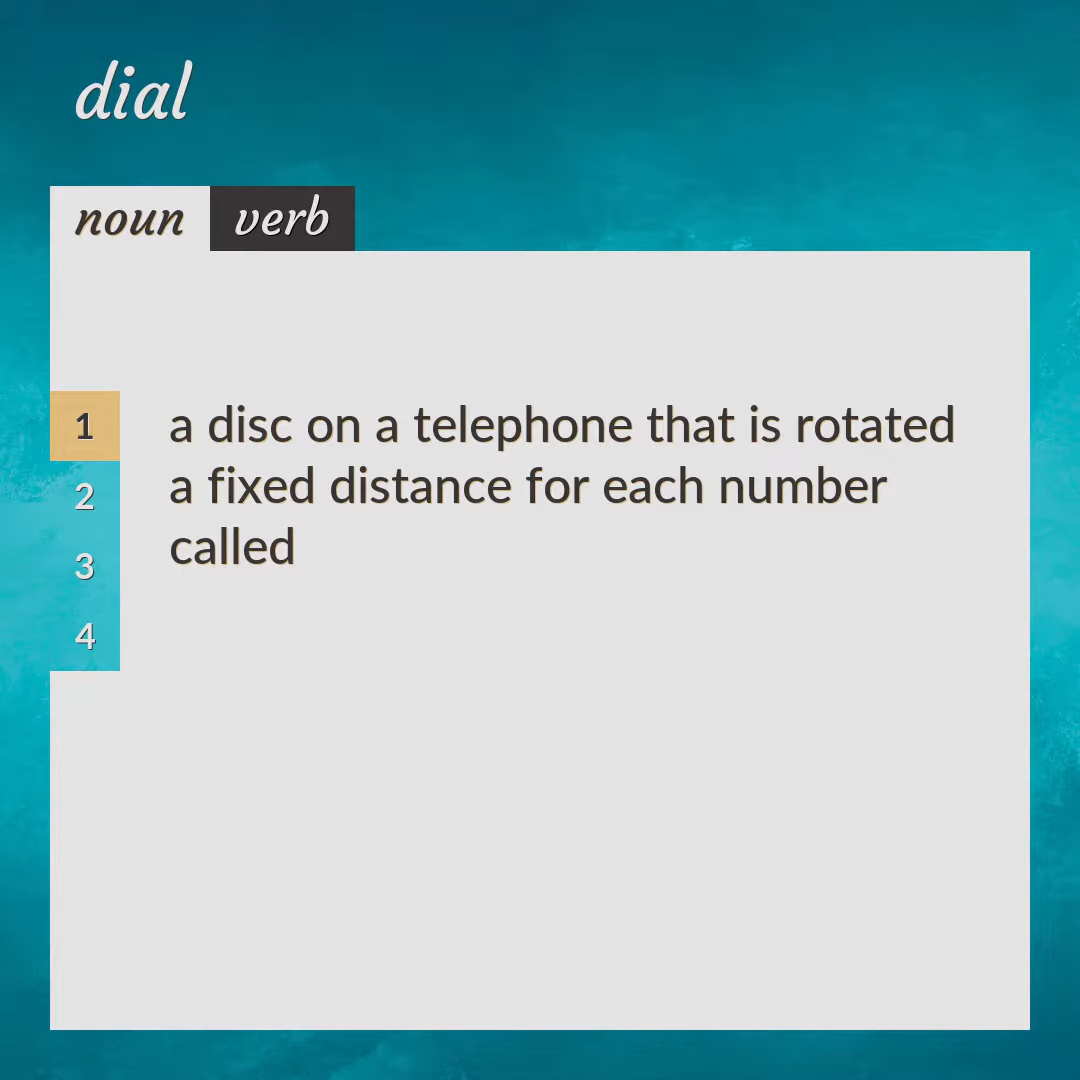 dial
noun verb
1 a disc on a telephone that is rotated
a fixed distance for each number
2
called
3
4